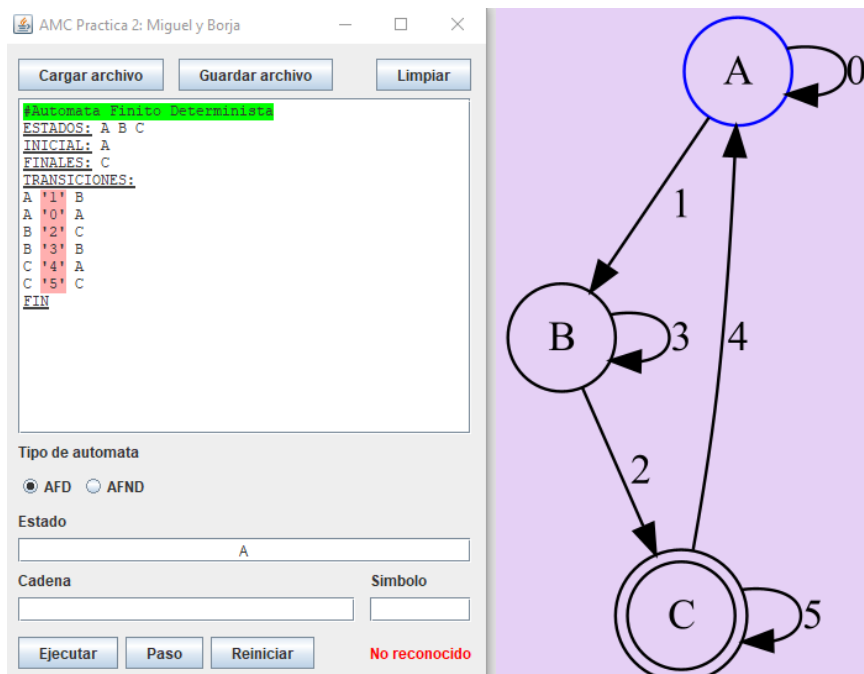 AMC Practica 2: Miguel y Borja
Cargar archivo
Guardar archivo
Limpiar
#Automata Finito Determinista
ESTADOS: A B C
INICIAL: A
FINALES: C
TRANSICIONES:
A '1' B
A '0' A
B '2' C
B '3' B
C '4' A
C '5' C
FIN
Tipo de automata
AFD
AFND
Estado
A
Cadena
Simbolo
Ejecutar
Paso
Reiniciar
No reconocido
A
0
1
B
3
4
2
C
5